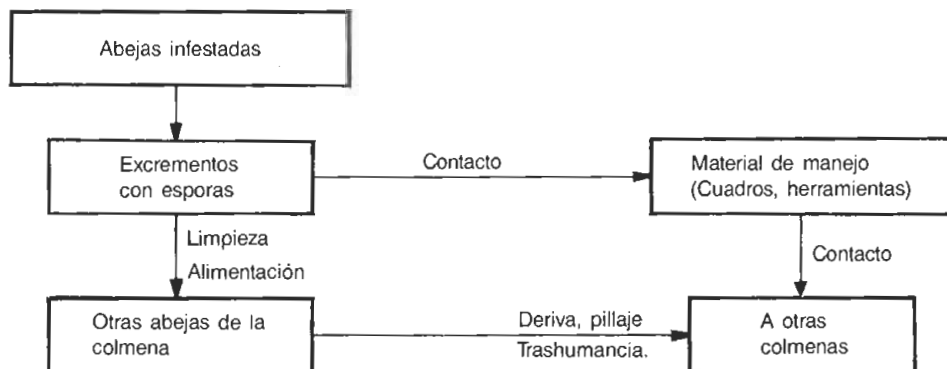 Abejas infestadas
Excrementos
con esporas
Contacto
Material de manejo
(Cuadros, herramientas)
Limpieza
Alimentación
Contacto
Otras abejas de la
colmena
Deriva, pillaje
Trashumancia.
A otras
colmenas